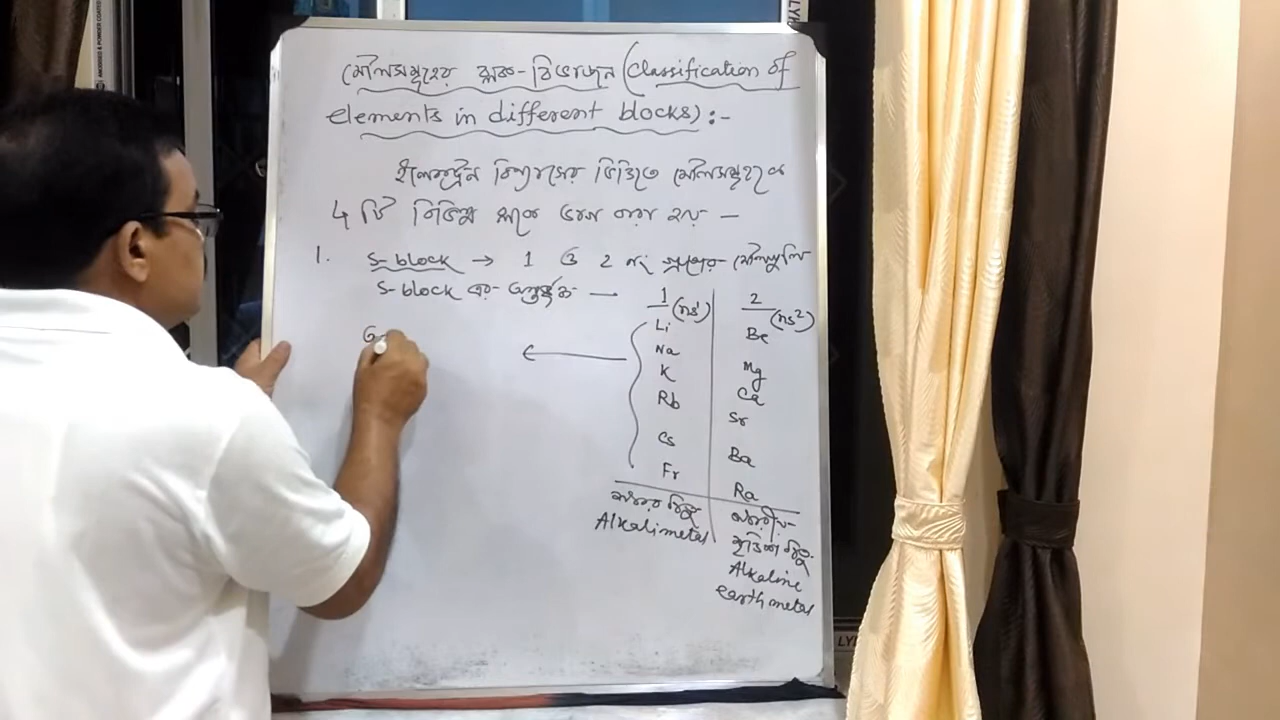 মৌলসমূহের ব্লক-বিভাজন (Classification of
elements in different blocks) :-
ইলেকট্রন বিন্যাসের ভিত্তিতে মৌলসমূহকে
4 টি বিভিন্ন ব্লকে ভাগ করা হয় —
1. S-block → 1 ও 2 নং গ্রুপের মৌলগুলি
S-block এর অন্তর্ভুক্ত —
1 (ns¹) 2 (ns²)
Li Be
Na Mg
K Ca
Rb Sr
Cs Ba
Fr Ra
ক্ষার ধাতু
Alkali metal
ক্ষারীয়
মৃত্তিকা ধাতু
Alkaline
earth metal